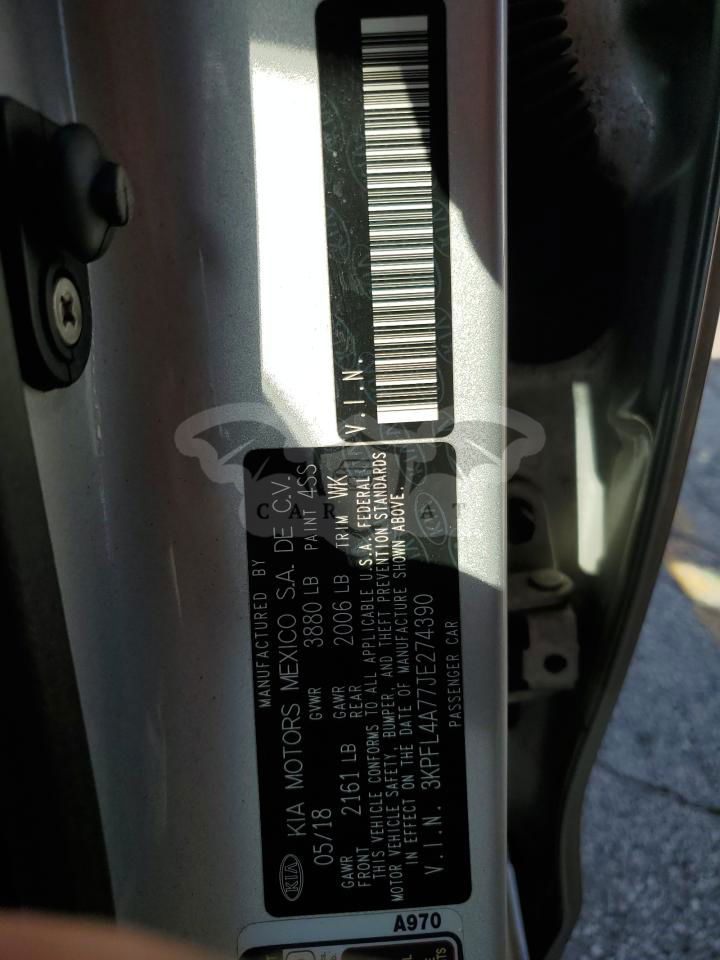 V.I.N.
MANUFACTURED BY
KIA KIA MOTORS MEXICO S.A. DE C.V.
05/18 GVWR 3880 LB PAINT 4SS
GAWR FRONT 2161 LB GAWR REAR 2006 LB TRIM WK
THIS VEHICLE CONFORMS TO ALL APPLICABLE U.S.A. FEDERAL
MOTOR VEHICLE SAFETY, BUMPER, AND THEFT PREVENTION STANDARDS
IN EFFECT ON THE DATE OF MANUFACTURE SHOWN ABOVE.
V.I.N. 3KPFL4A77JE274390
PASSENGER CAR
A970